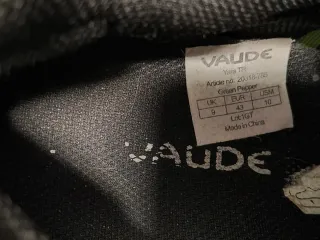 VAUDE
Article no.
Green Pepper
UK EUR USM
9 43 10
Made in China
VAUDE